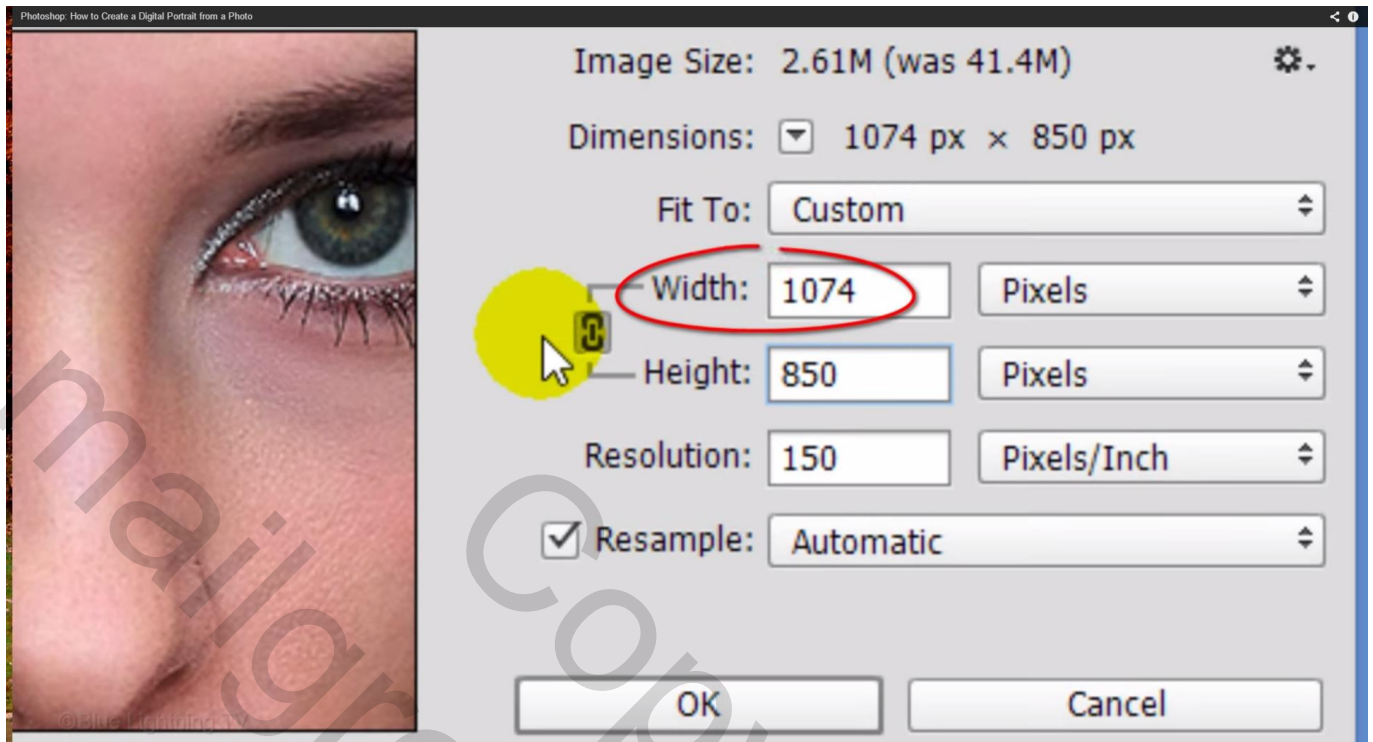 Photoshop: How to Create a Digital Portrait from a Photo
Image Size: 2.61M (was 41.4M)
Dimensions: 1074 px × 850 px
Fit To: Custom
Width: 1074 Pixels
Height: 850 Pixels
Resolution: 150 Pixels/Inch
Resample: Automatic
OK Cancel
©Blue Lightning TV